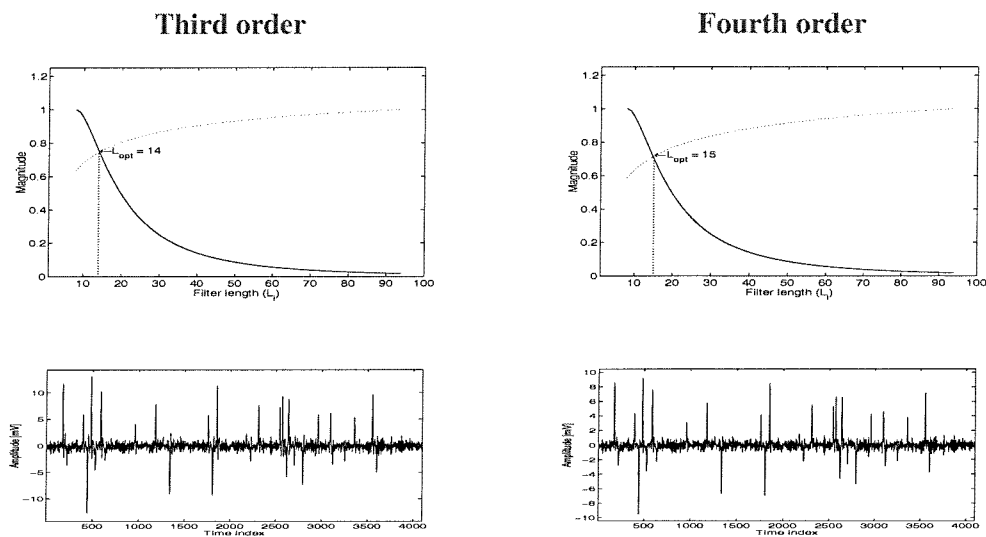 Third order
Fourth order
1.2
1
0.8
0.6
0.4
0.2
0
Magnitude
L_opt = 14
10 20 30 40 50 60 70 80 90 100
Filter length (L_f)
1.2
1
0.8
0.6
0.4
0.2
0
Magnitude
L_opt = 15
10 20 30 40 50 60 70 80 90 100
Filter length (L_f)
10
5
0
−5
−10
Amplitude [mV]
500 1000 1500 2000 2500 3000 3500 4000
Time index
10
8
6
4
2
0
−2
−4
−6
−8
−10
Amplitude [mV]
500 1000 1500 2000 2500 3000 3500 4000
Time index